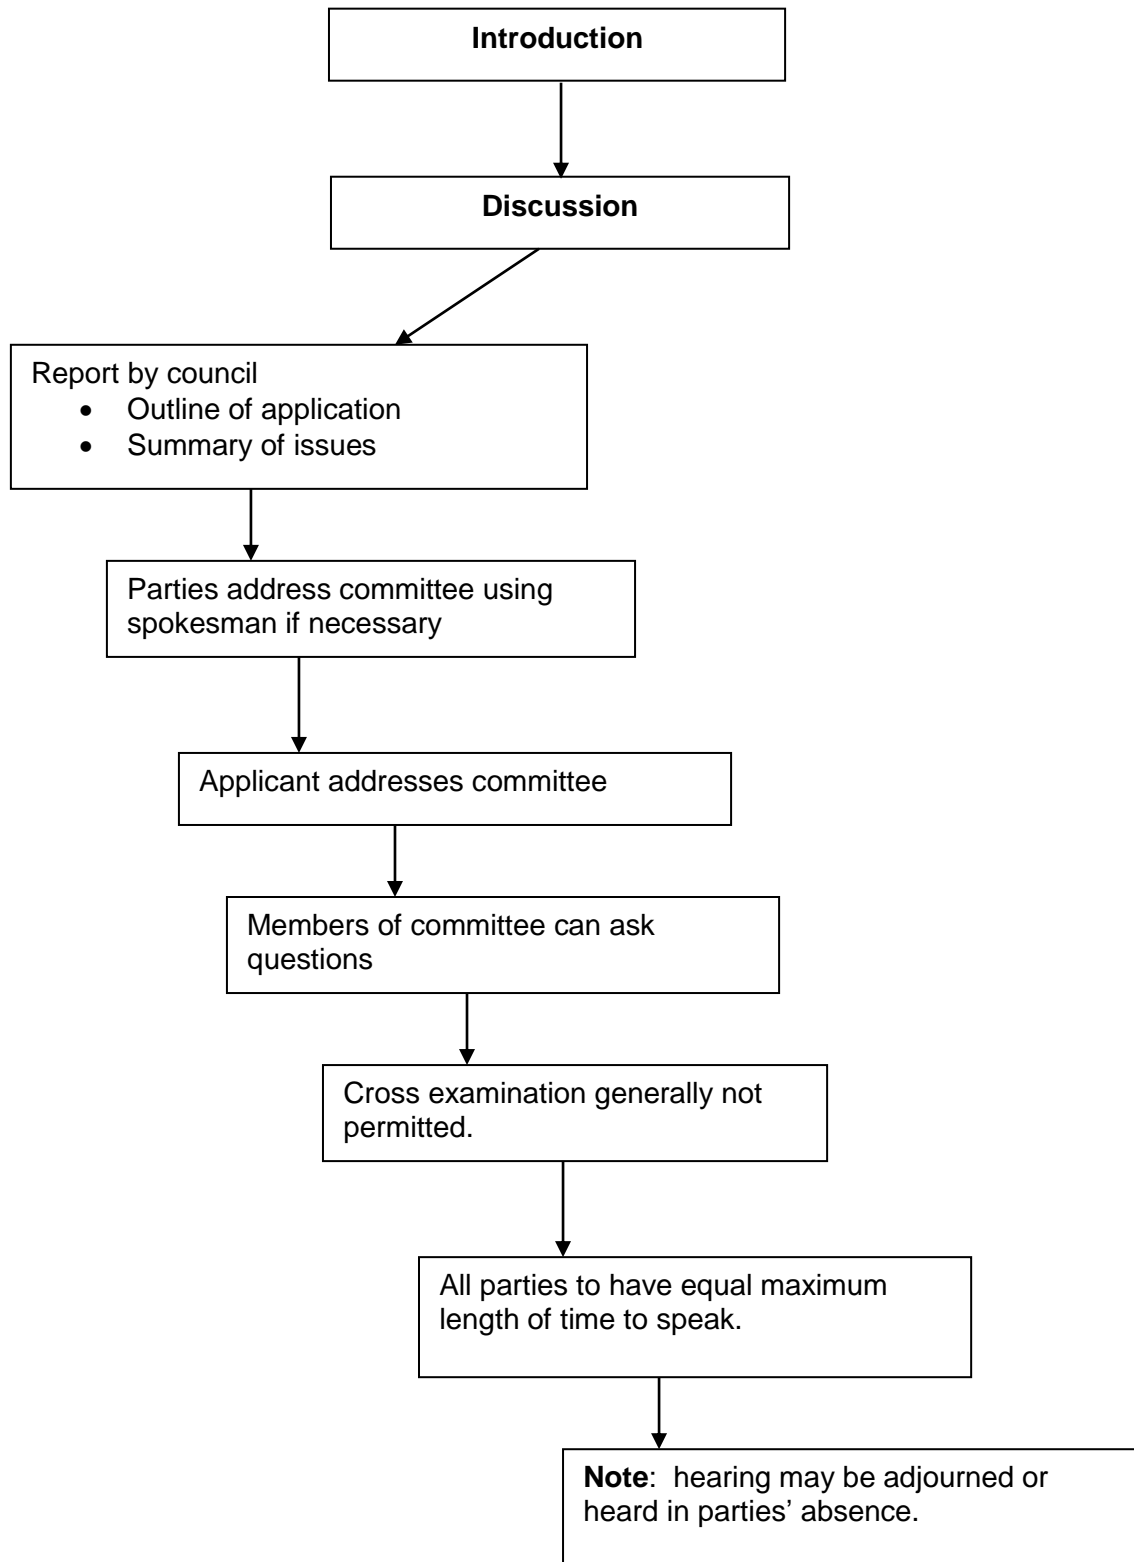 Introduction
Discussion
Report by council
• Outline of application
• Summary of issues
Parties address committee using
spokesman if necessary
Applicant addresses committee
Members of committee can ask
questions
Cross examination generally not
permitted.
All parties to have equal maximum
length of time to speak.
Note:  hearing may be adjourned or
heard in parties’ absence.